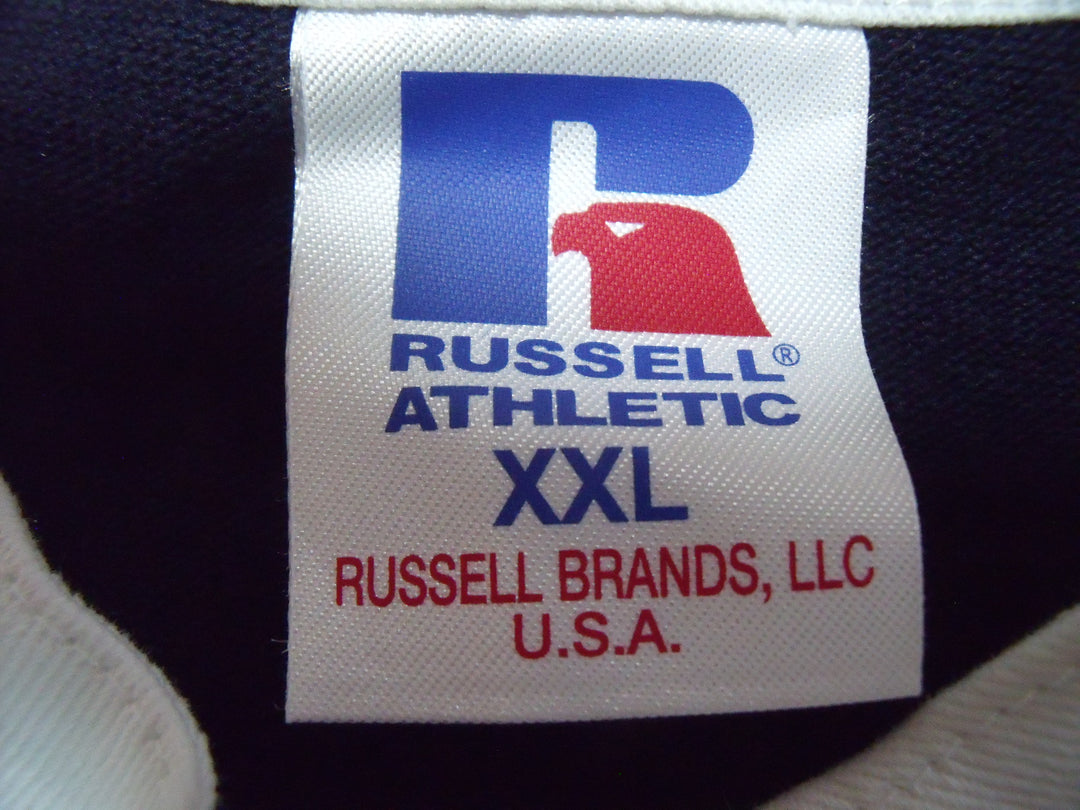 R
RUSSELL®
ATHLETIC
XXL
RUSSELL BRANDS, LLC
U.S.A.